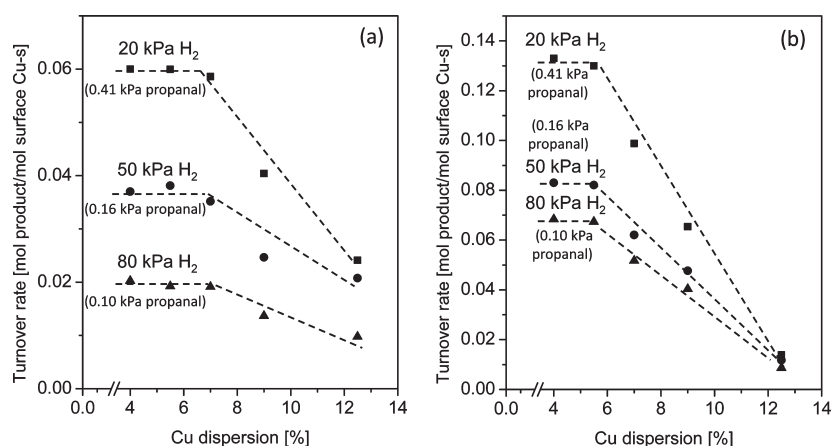 (a)
20 kPa H2
(0.41 kPa propanal)
50 kPa H2
(0.16 kPa propanal)
80 kPa H2
(0.10 kPa propanal)
0.06
0.04
0.02
0.00
0.0 4 6 8 10 12 14
Turnover rate [mol product/mol surface Cu-s]
Cu dispersion [%]
(b)
20 kPa H2
(0.41 kPa
propanal)
(0.16 kPa
propanal)
50 kPa H2
80 kPa H2
(0.10 kPa
propanal)
0.14
0.12
0.10
0.08
0.06
0.04
0.02
0.00
0.0 4 6 8 10 12 14
Turnover rate [mol product/mol surface Cu-s]
Cu dispersion [%]